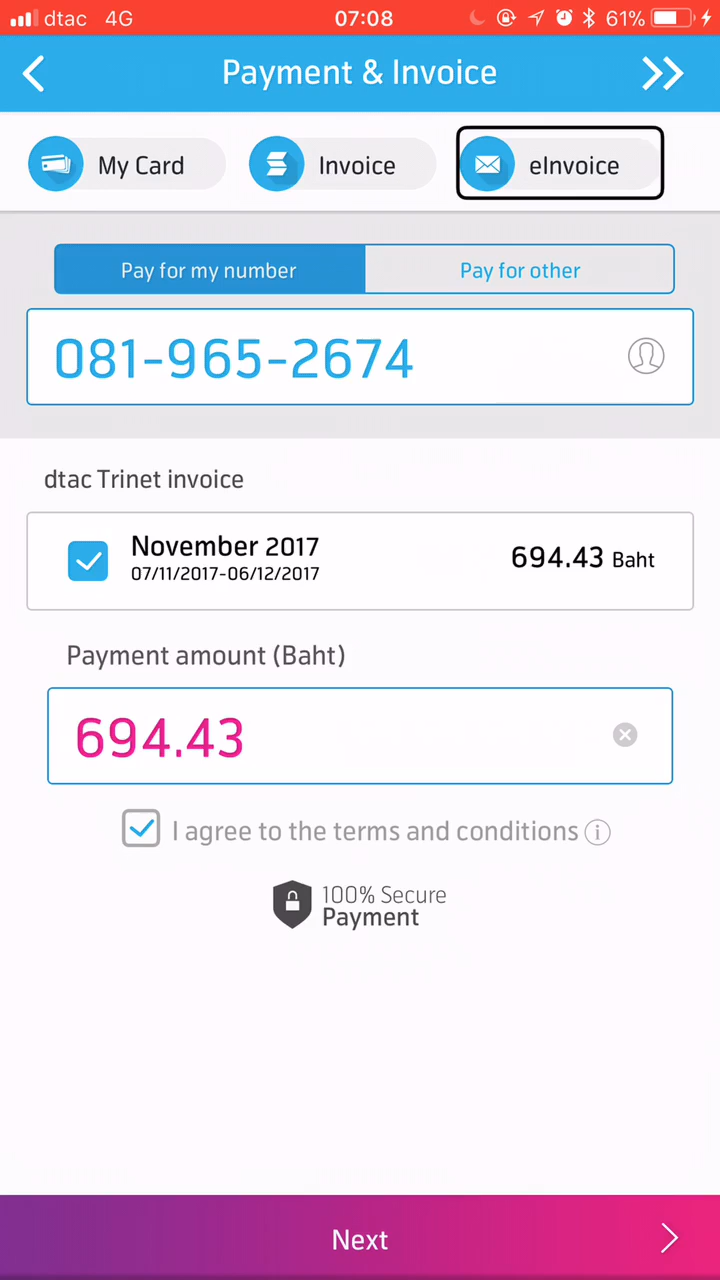 dtac 4G 07:08 61%
Payment & Invoice
My Card Invoice eInvoice
Pay for my number Pay for other
081-965-2674
dtac Trinet invoice
November 2017 694.43 Baht
07/11/2017-06/12/2017
Payment amount (Baht)
694.43
I agree to the terms and conditions
100% Secure
Payment
Next